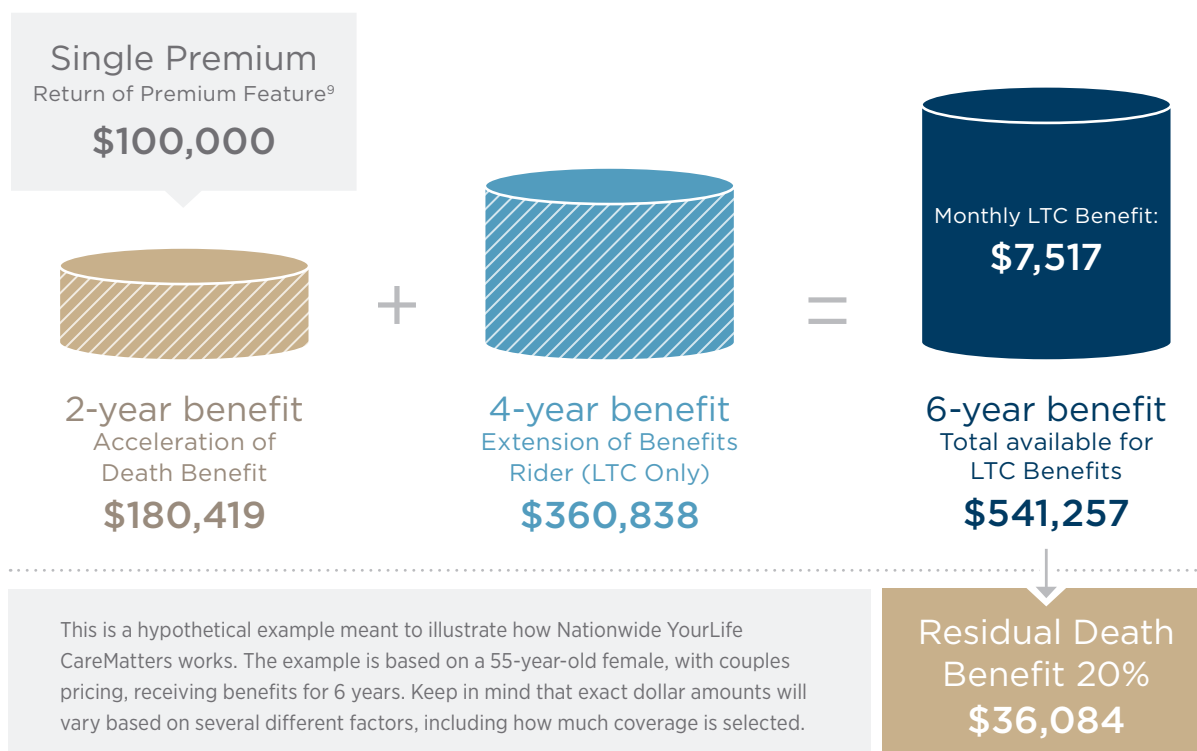 Single Premium
Return of Premium Feature⁹
$100,000
+
=
Monthly LTC Benefit:
$7,517
2-year benefit
Acceleration of
Death Benefit
$180,419
4-year benefit
Extension of Benefits
Rider (LTC Only)
$360,838
6-year benefit
Total available for
LTC Benefits
$541,257
This is a hypothetical example meant to illustrate how Nationwide YourLife
CareMatters works. The example is based on a 55-year-old female, with couples
pricing, receiving benefits for 6 years. Keep in mind that exact dollar amounts will
vary based on several different factors, including how much coverage is selected.
Residual Death
Benefit 20%
$36,084